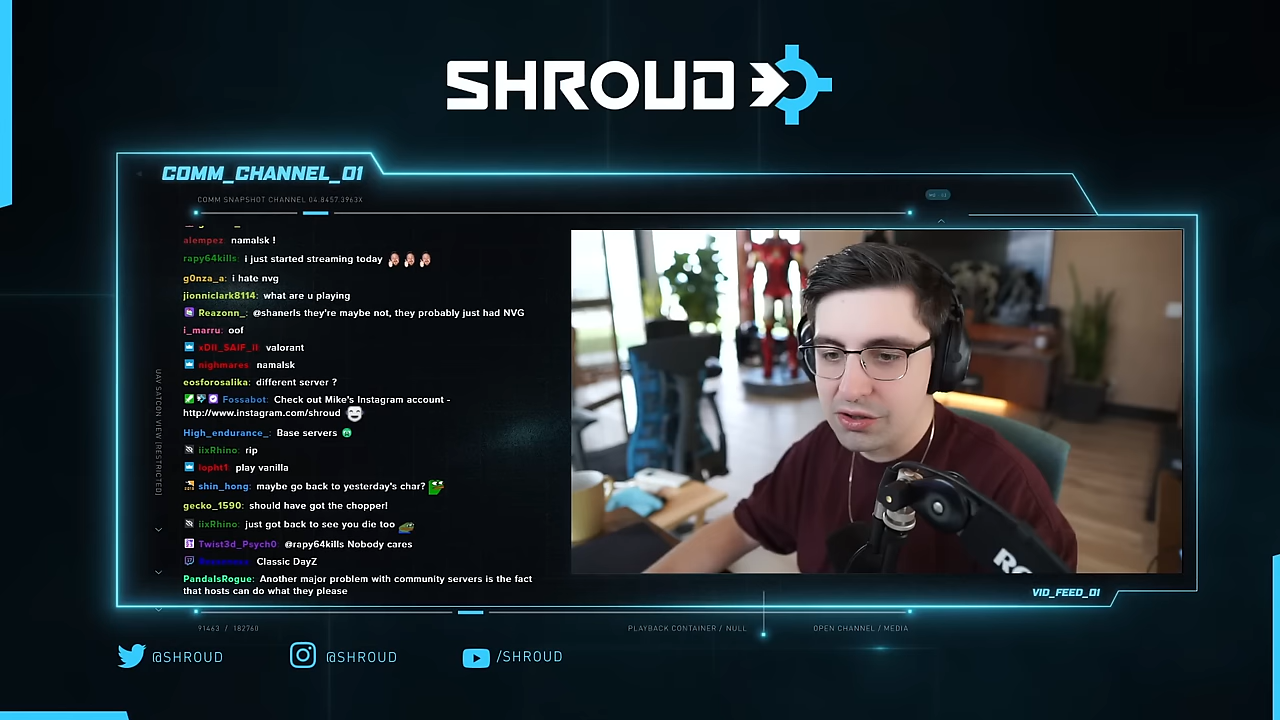 SHROUD
COMM_CHANNEL_01
COMM SNAPSHOT CHANNEL 04.8457.3963X
alempez: namalsk !
rapy64kills: i just started streaming today
g0nza_a: i hate nvg
jionniclark8114: what are u playing
Reazonn_: @shanerls they're maybe not, they probably just had NVG
i_marru: oof
xDII_SAIF_II: valorant
nighmares: namalsk
eosforosalika: different server ?
Fossabot: Check out Mike's Instagram account -
http://www.instagram.com/shroud
High_endurance_: Base servers
iixRhino: rip
lopht1: play vanilla
shin_hong: maybe go back to yesterday's char?
gecko_1590: should have got the chopper!
iixRhino: just got back to see you die too
Twist3d_Psych0: @rapy64kills Nobody cares
Classic DayZ
PandaIsRogue: Another major problem with community servers is the fact
that hosts can do what they please
UAV SATCON VIEW [RESTRICTED]
VID_FEED_01
91463 / 182760
PLAYBACK CONTAINER / NULL
OPEN CHANNEL / MEDIA
@SHROUD
@SHROUD
/SHROUD